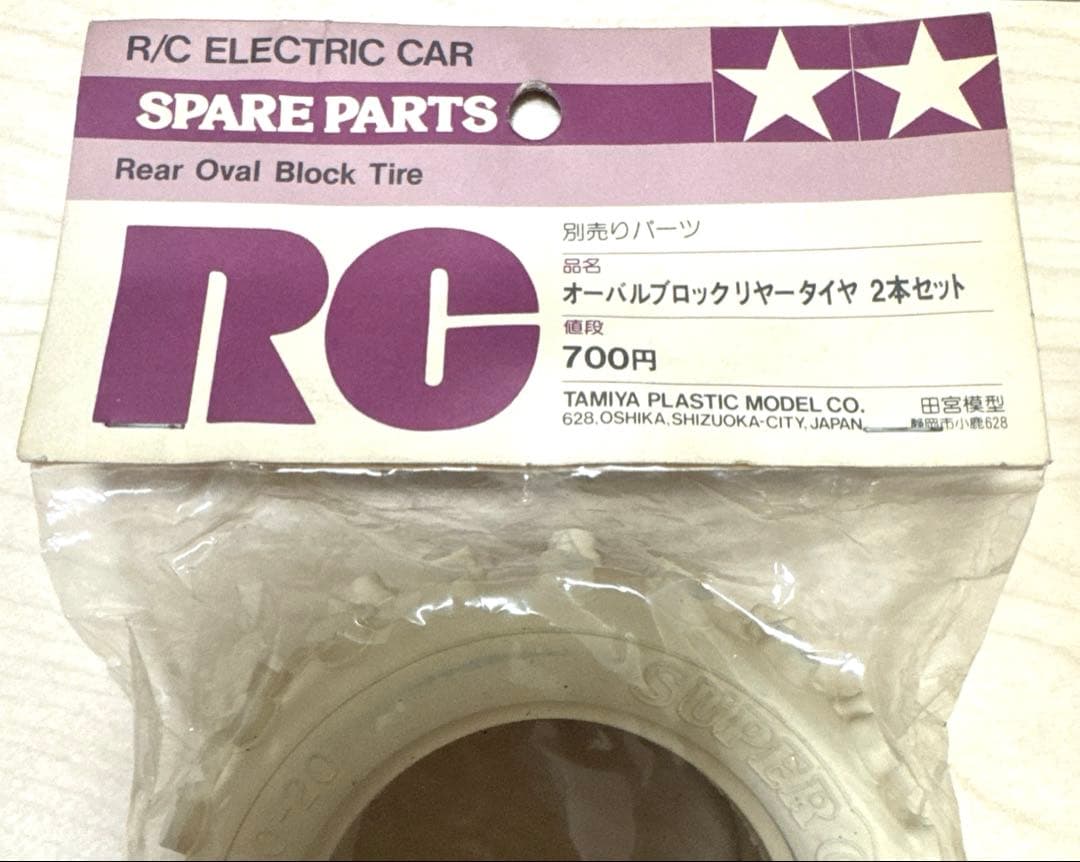 R/C ELECTRIC CAR
SPARE PARTS
Rear Oval Block Tire
RC
別売りパーツ
品名
オーバルブロックリヤータイヤ 2本セット
値段
700円
TAMIYA PLASTIC MODEL CO.
628, OSHIKA, SHIZUOKA-CITY, JAPAN.
田宮模型
静岡市小鹿628
SUPER
-20